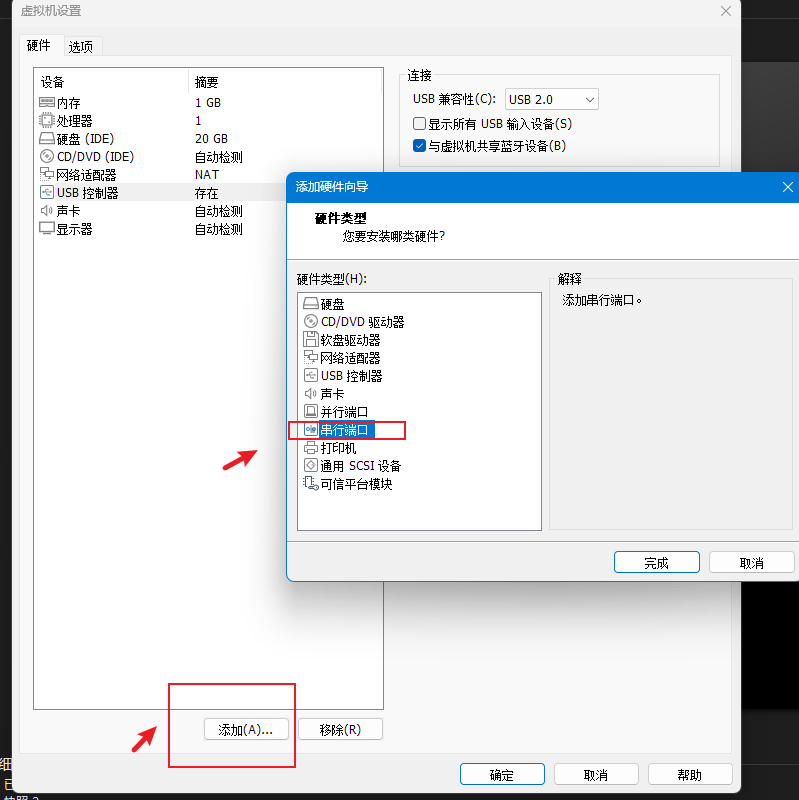 虚拟机设置
硬件 选项
设备 摘要
内存 1 GB
处理器 1
硬盘 (IDE) 20 GB
CD/DVD (IDE) 自动检测
网络适配器 NAT
USB 控制器 存在
声卡 自动检测
显示器 自动检测
连接
USB 兼容性(C): USB 2.0
显示所有 USB 输入设备(S)
与虚拟机共享蓝牙设备(B)
添加硬件向导
硬件类型
您要安装哪类硬件?
硬件类型(H):
硬盘
CD/DVD 驱动器
软盘驱动器
网络适配器
USB 控制器
声卡
并行端口
串行端口
打印机
通用 SCSI 设备
可信平台模块
解释
添加串行端口。
完成 取消
添加(A)... 移除(R)
确定 取消 帮助
细
已